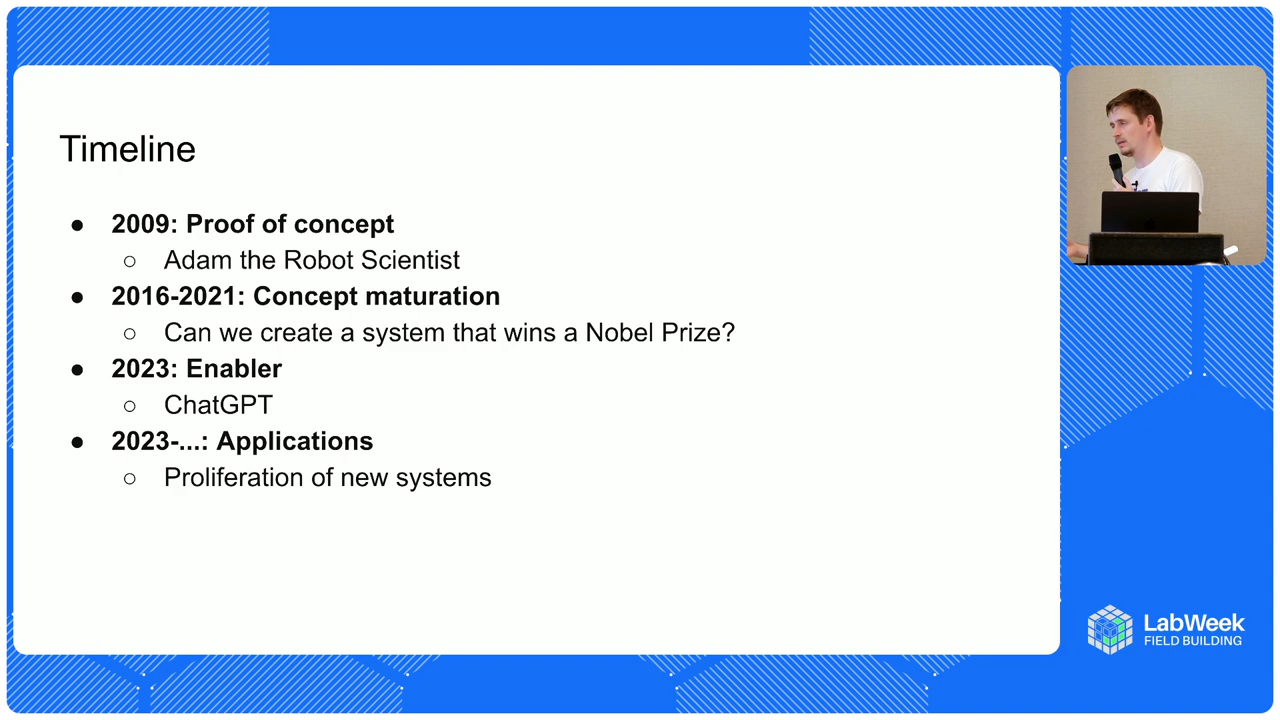 Timeline
● 2009: Proof of concept
○ Adam the Robot Scientist
● 2016-2021: Concept maturation
○ Can we create a system that wins a Nobel Prize?
● 2023: Enabler
○ ChatGPT
● 2023-...: Applications
○ Proliferation of new systems
LabWeek
FIELD BUILDING